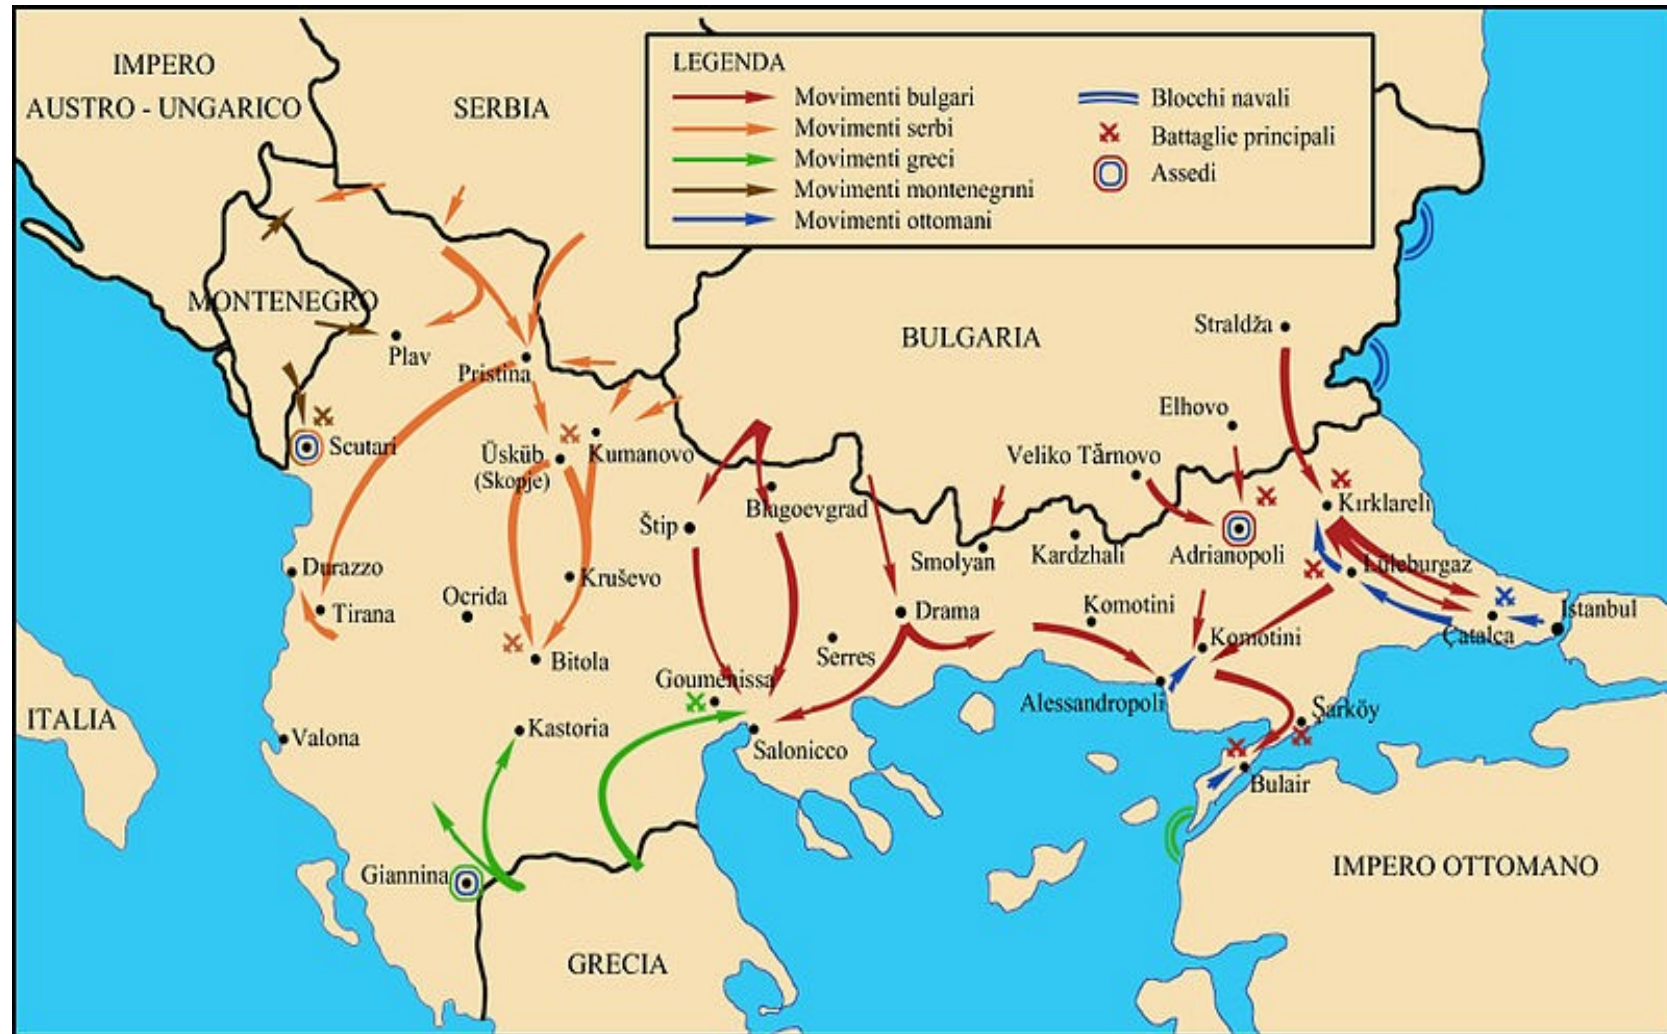 IMPERO
AUSTRO - UNGARICO
SERBIA
LEGENDA
Movimenti bulgari
Movimenti serbi
Movimenti greci
Movimenti montenegrini
Movimenti ottomani
Blocchi navali
Battaglie principali
Assedi
MONTENEGRO
BULGARIA
Straldža
Plav
Pristina
Elhovo
Scutari
Üsküb
(Skopje)
Kumanovo
Veliko Tărnovo
Štip
Blagoevgrad
Kırklareli
Smolyan
Kardzhali
Adrianopoli
Lüleburgaz
Durazzo
Tirana
Ocrida
Kruševo
Drama
Komotini
Komotini
Istanbul
Çatalca
Serres
Bitola
Goumenissa
Alessandropoli
ITALIA
Valona
Kastoria
Salonicco
Şarköy
Bulair
Giannina
IMPERO OTTOMANO
GRECIA